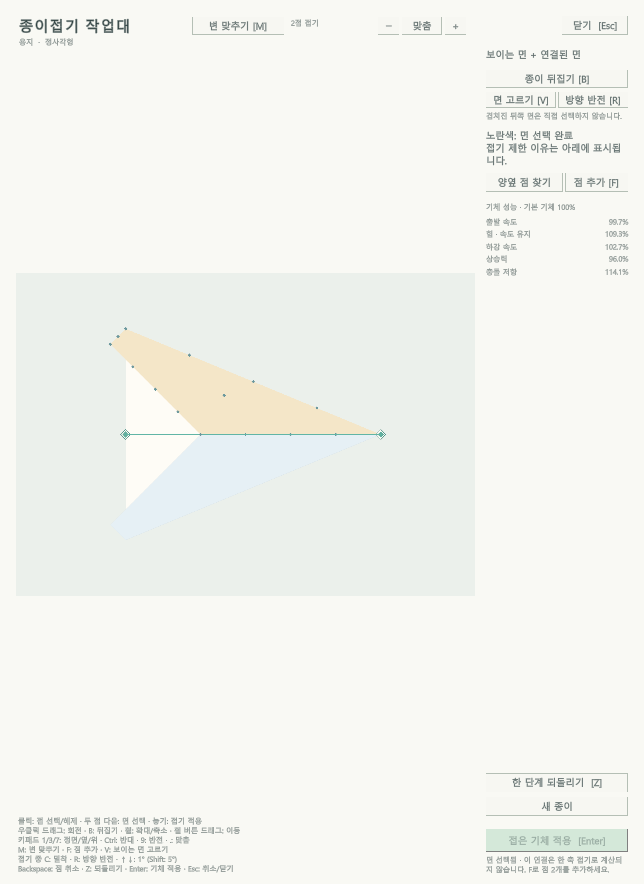 종이접기 작업대
용지 · 정사각형
변 맞추기 [M]
2점 접기
− 맞춤 +
닫기 [Esc]
보이는 면 + 연결된 면
종이 뒤집기 [B]
면 고르기 [V] 방향 반전 [R]
겹쳐진 뒤쪽 면은 직접 선택하지 않습니다.
노란색: 면 선택 완료
접기 제한 이유는 아래에 표시됩
니다.
양옆 점 찾기 점 추가 [F]
기체 성능 · 기본 기체 100%
출발 속도 99.7%
힘 · 속도 유지 109.3%
하강 속도 102.7%
상승력 96.0%
충돌 저항 114.1%
한 단계 되돌리기 [Z]
새 종이
접은 기체 적용 [Enter]
면 선택됨 · 이 연결은 한 축 접기로 계산되
지 않습니다. F로 점 2개를 추가하세요.
클릭: 점 선택/해제 · 두 점 다음: 면 선택 · 놓기: 접기 적용
우클릭 드래그: 회전 · B: 뒤집기 · 휠: 확대/축소 · 휠 버튼 드래그: 이동
키패드 1/3/7: 정면/옆/위 · Ctrl: 반대 · 9: 반전 · .: 맞춤
M: 변 맞추기 · F: 점 추가 · V: 보이는 면 고르기
접기 중 C: 밀착 · R: 방향 반전 · ↑ ↓: 1° (Shift: 5°)
Backspace: 점 취소 · Z: 되돌리기 · Enter: 기체 적용 · Esc: 취소/닫기